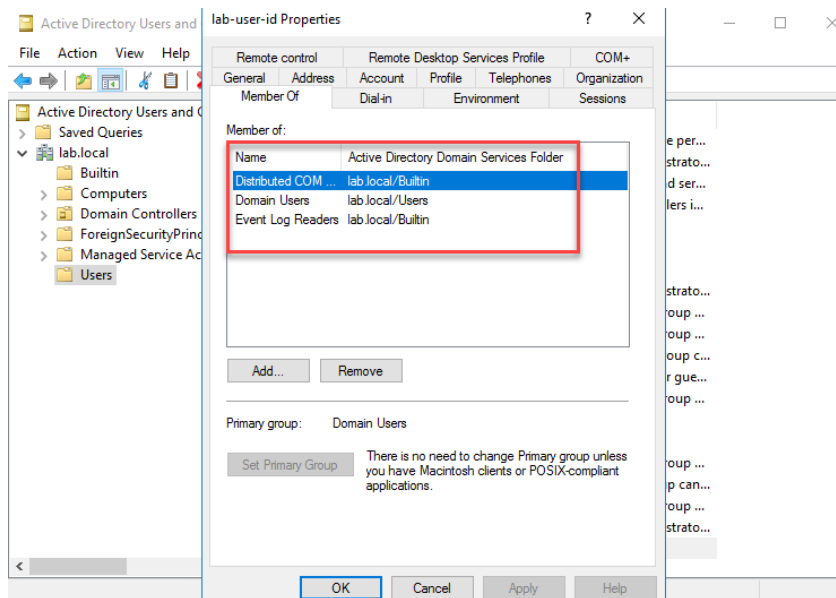 Active Directory Users and
File Action View Help
Active Directory Users and C
Saved Queries
lab.local
Builtin
Computers
Domain Controllers
ForeignSecurityPrinc
Managed Service Ac
Users
lab-user-id Properties
Remote control Remote Desktop Services Profile COM+
General Address Account Profile Telephones Organization
Member Of Dial-in Environment Sessions
Member of:
Name Active Directory Domain Services Folder
Distributed COM ... lab.local/Builtin
Domain Users lab.local/Users
Event Log Readers lab.local/Builtin
Add... Remove
Primary group: Domain Users
Set Primary Group
There is no need to change Primary group unless
you have Macintosh clients or POSIX-compliant
applications.
OK Cancel Apply Help
e per...
strato...
d ser...
lers i...
strato...
roup ...
roup ...
oup c...
r gue...
roup ...
roup ...
p can...
roup ...
strato...